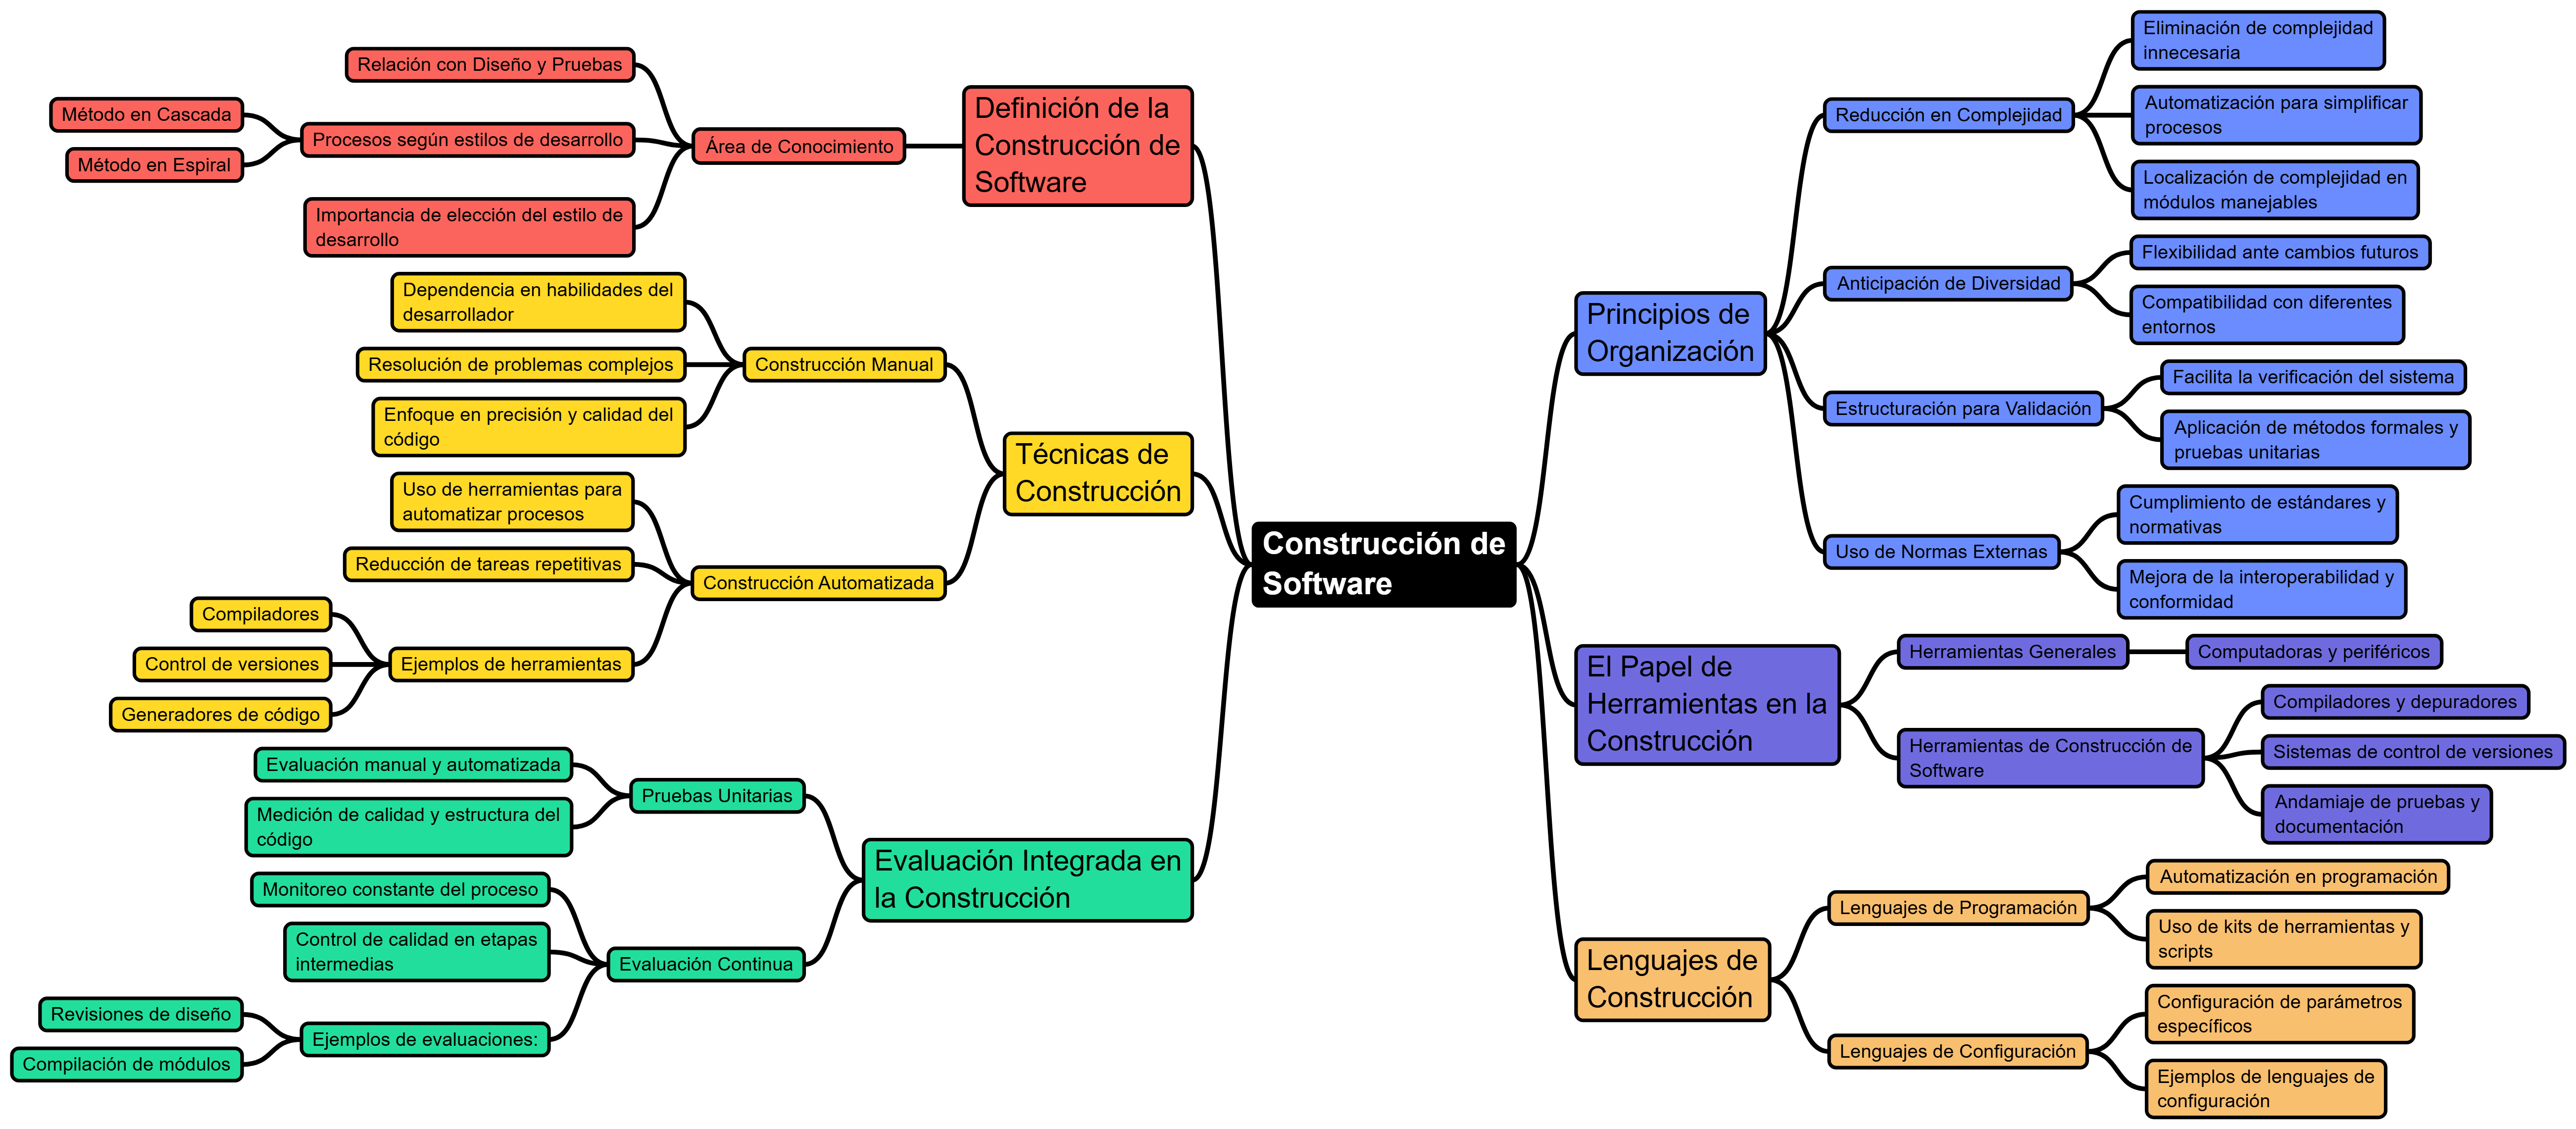 Construcción de
Software
Definición de la
Construcción de
Software
Área de Conocimiento
Relación con Diseño y Pruebas
Procesos según estilos de desarrollo
Método en Cascada
Método en Espiral
Importancia de elección del estilo de
desarrollo
Técnicas de
Construcción
Construcción Manual
Dependencia en habilidades del
desarrollador
Resolución de problemas complejos
Enfoque en precisión y calidad del
código
Construcción Automatizada
Uso de herramientas para
automatizar procesos
Reducción de tareas repetitivas
Ejemplos de herramientas
Compiladores
Control de versiones
Generadores de código
Evaluación Integrada en
la Construcción
Pruebas Unitarias
Evaluación manual y automatizada
Medición de calidad y estructura del
código
Evaluación Continua
Monitoreo constante del proceso
Control de calidad en etapas
intermedias
Ejemplos de evaluaciones:
Revisiones de diseño
Compilación de módulos
Principios de
Organización
Reducción en Complejidad
Eliminación de complejidad
innecesaria
Automatización para simplificar
procesos
Localización de complejidad en
módulos manejables
Anticipación de Diversidad
Flexibilidad ante cambios futuros
Compatibilidad con diferentes
entornos
Estructuración para Validación
Facilita la verificación del sistema
Aplicación de métodos formales y
pruebas unitarias
Uso de Normas Externas
Cumplimiento de estándares y
normativas
Mejora de la interoperabilidad y
conformidad
El Papel de
Herramientas en la
Construcción
Herramientas Generales
Computadoras y periféricos
Herramientas de Construcción de
Software
Compiladores y depuradores
Sistemas de control de versiones
Andamiaje de pruebas y
documentación
Lenguajes de
Construcción
Lenguajes de Programación
Automatización en programación
Uso de kits de herramientas y
scripts
Lenguajes de Configuración
Configuración de parámetros
específicos
Ejemplos de lenguajes de
configuración